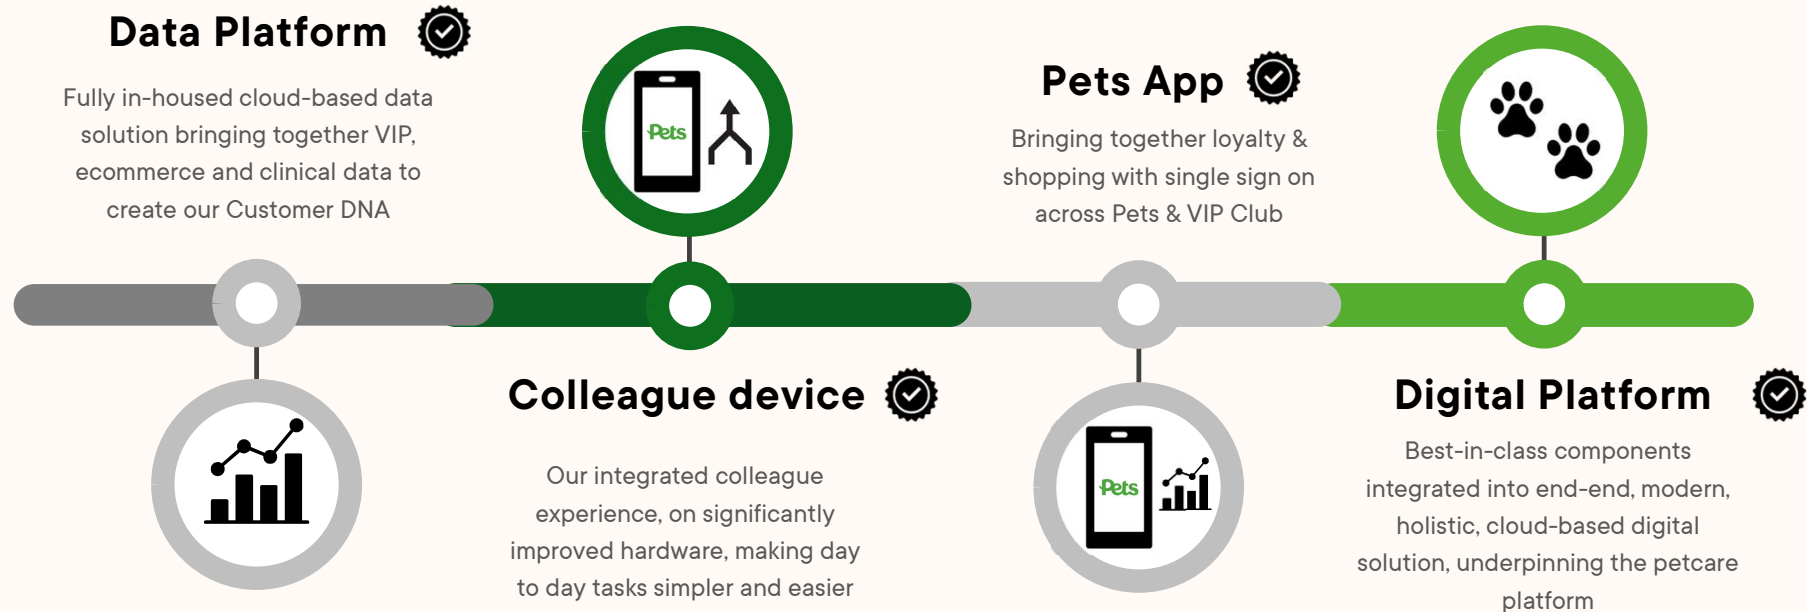 Data Platform
Fully in-housed cloud-based data
solution bringing together VIP,
ecommerce and clinical data to
create our Customer DNA
Pets
Colleague device
Our integrated colleague
experience, on significantly
improved hardware, making day
to day tasks simpler and easier
Pets App
Bringing together loyalty &
shopping with single sign on
across Pets & VIP Club
Pets
Digital Platform
Best-in-class components
integrated into end-end, modern,
holistic, cloud-based digital
solution, underpinning the petcare
platform